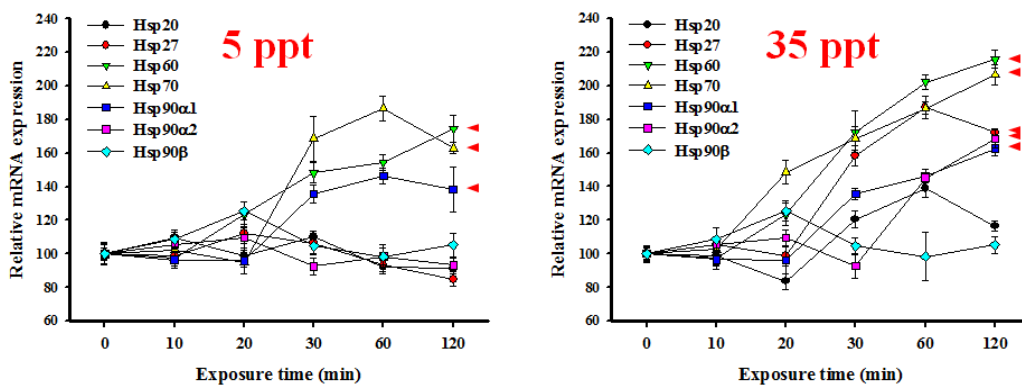 5 ppt
Relative mRNA expression
240
220
200
180
160
140
120
100
80
60
Hsp20
Hsp27
Hsp60
Hsp70
Hsp90α1
Hsp90α2
Hsp90β
0 10 20 30 60 120
Exposure time (min)
35 ppt
Relative mRNA expression
240
220
200
180
160
140
120
100
80
60
Hsp20
Hsp27
Hsp60
Hsp70
Hsp90α1
Hsp90α2
Hsp90β
0 10 20 30 60 120
Exposure time (min)